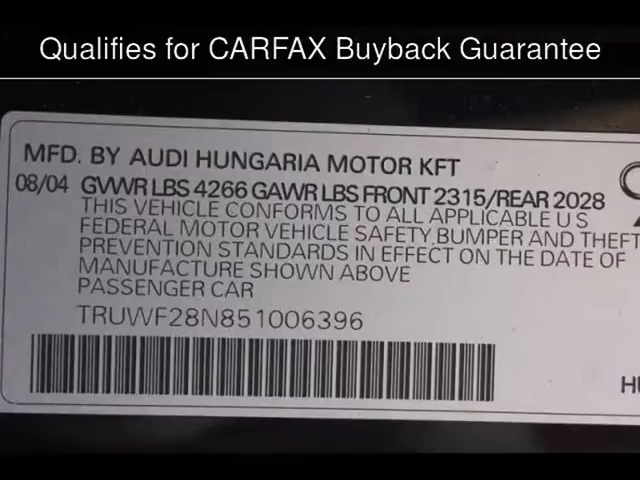 Qualifies for CARFAX Buyback Guarantee
MFD. BY AUDI HUNGARIA MOTOR KFT
08/04 GVWR LBS 4266 GAWR LBS FRONT 2315/REAR 2028
THIS VEHICLE CONFORMS TO ALL APPLICABLE U S
FEDERAL MOTOR VEHICLE SAFETY,BUMPER AND THEFT
PREVENTION STANDARDS IN EFFECT ON THE DATE OF
MANUFACTURE SHOWN ABOVE
PASSENGER CAR
TRUWF28N851006396